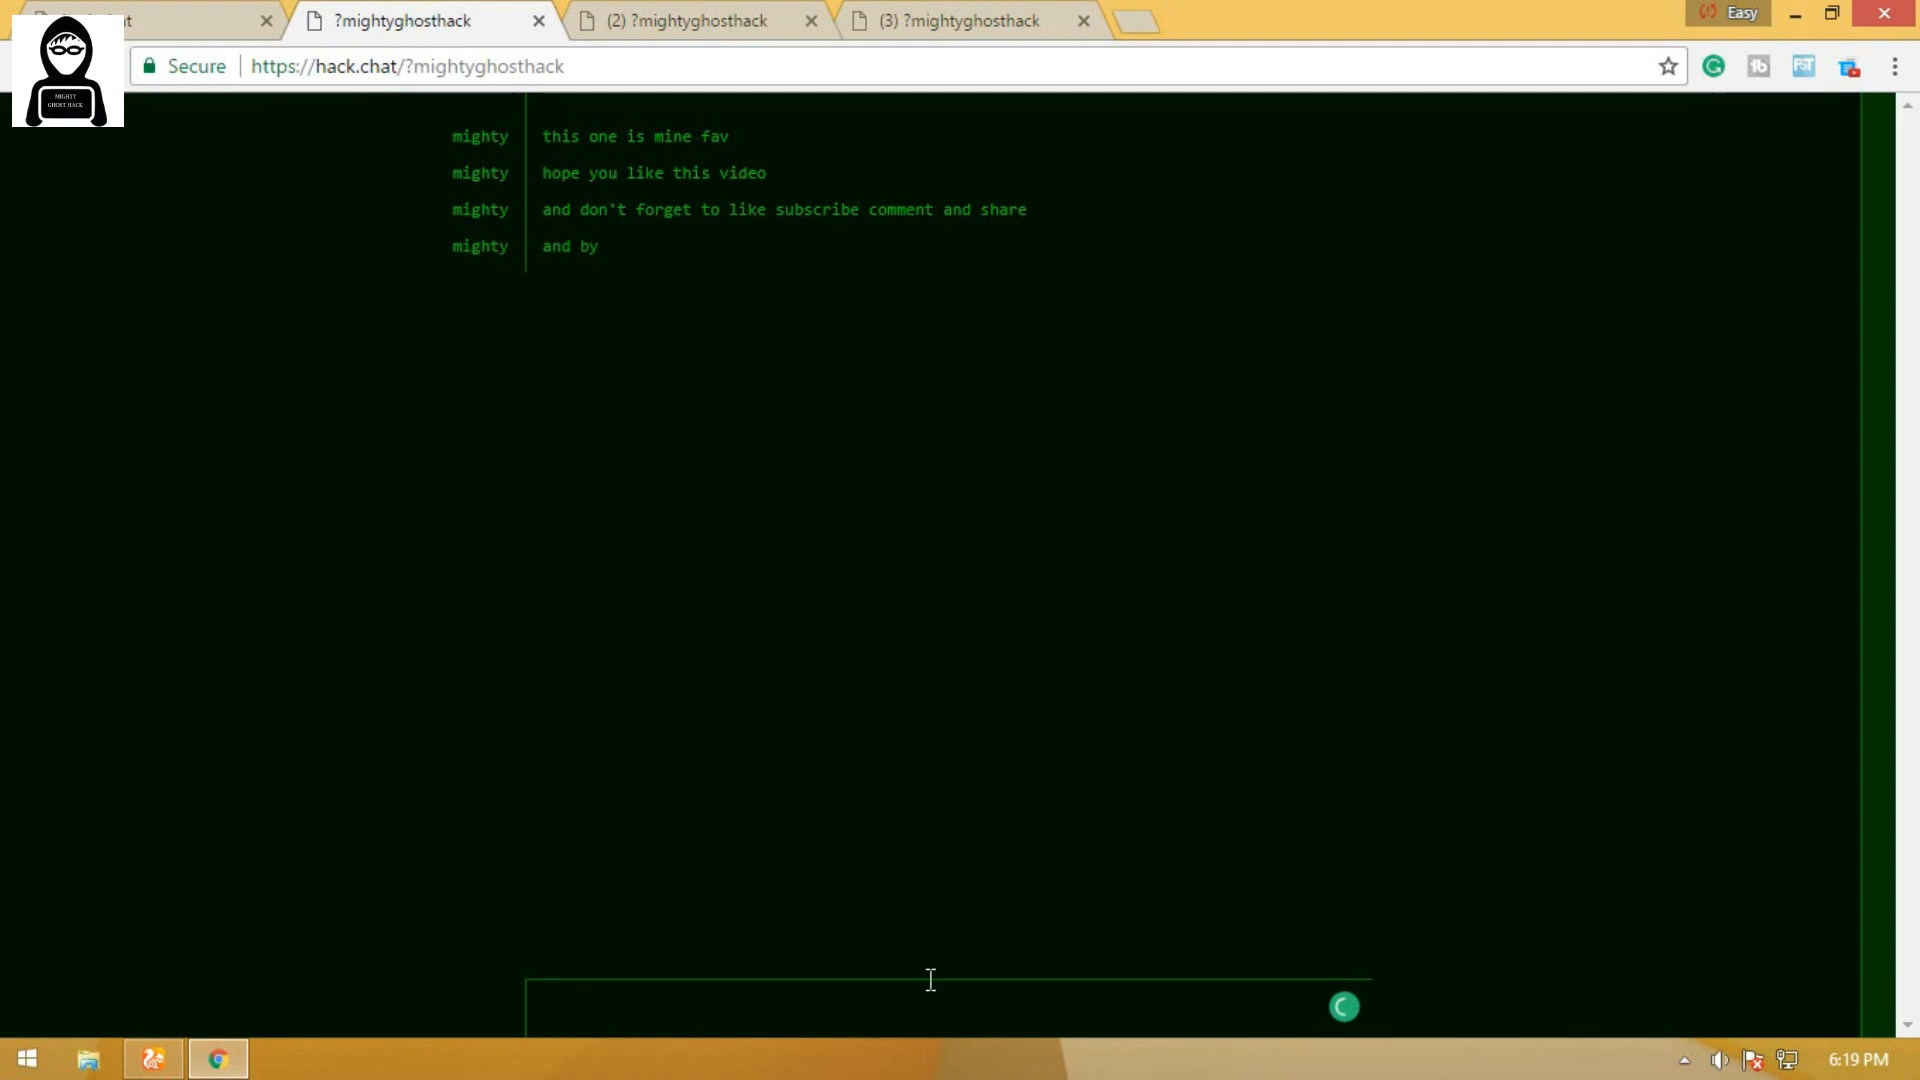 ?mightyghosthack
(2) ?mightyghosthack
(3) ?mightyghosthack
Easy
Secure
https://hack.chat/?mightyghosthack
MIGHTY
GHOST HACK
mighty this one is mine fav
mighty hope you like this video
mighty and don't forget to like subscribe comment and share
mighty and by
6:19 PM